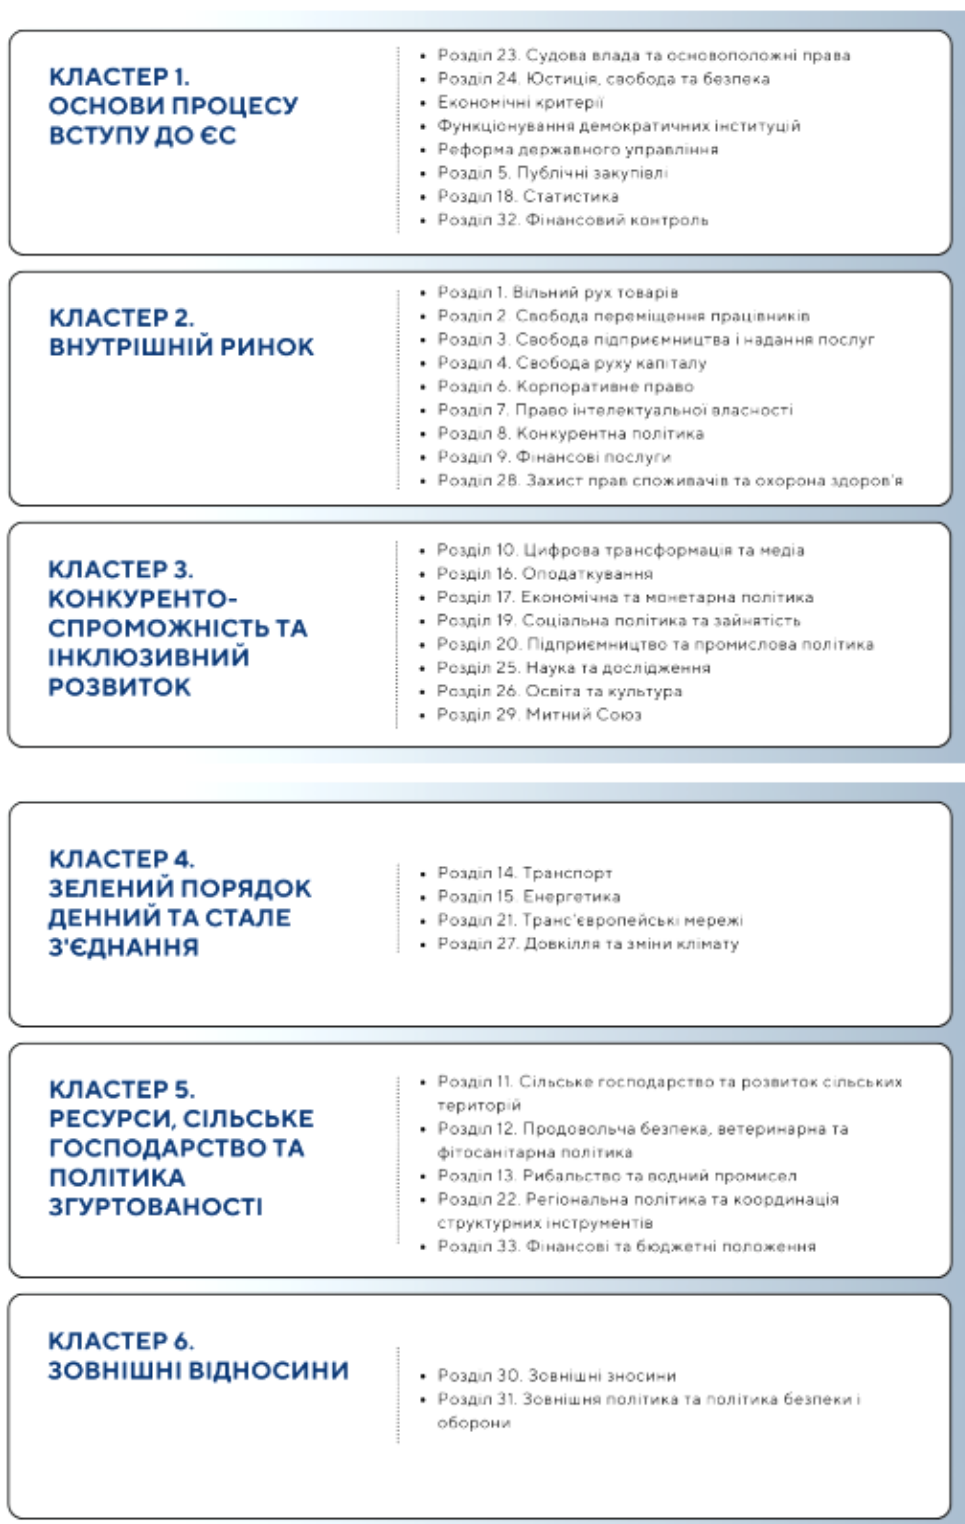 КЛАСТЕР 1.
ОСНОВИ ПРОЦЕСУ
ВСТУПУ ДО ЄС
• Розділ 23. Судова влада та основоположні права
• Розділ 24. Юстиція, свобода та безпека
• Економічні критерії
• Функціонування демократичних інституцій
• Реформа державного управління
• Розділ 5. Публічні закупівлі
• Розділ 18. Статистика
• Розділ 32. Фінансовий контроль
КЛАСТЕР 2.
ВНУТРІШНІЙ РИНОК
• Розділ 1. Вільний рух товарів
• Розділ 2. Свобода переміщення працівників
• Розділ 3. Свобода підприємництва і надання послуг
• Розділ 4. Свобода руху капіталу
• Розділ 6. Корпоративне право
• Розділ 7. Право інтелектуальної власності
• Розділ 8. Конкурентна політика
• Розділ 9. Фінансові послуги
• Розділ 28. Захист прав споживачів та охорона здоров'я
КЛАСТЕР 3.
КОНКУРЕНТО-
СПРОМОЖНІСТЬ ТА
ІНКЛЮЗИВНИЙ
РОЗВИТОК
• Розділ 10. Цифрова трансформація та медіа
• Розділ 16. Оподаткування
• Розділ 17. Економічна та монетарна політика
• Розділ 19. Соціальна політика та зайнятість
• Розділ 20. Підприємництво та промислова політика
• Розділ 25. Наука та дослідження
• Розділ 26. Освіта та культура
• Розділ 29. Митний Союз
КЛАСТЕР 4.
ЗЕЛЕНИЙ ПОРЯДОК
ДЕННИЙ ТА СТАЛЕ
З'ЄДНАННЯ
• Розділ 14. Транспорт
• Розділ 15. Енергетика
• Розділ 21. Транс'європейські мережі
• Розділ 27. Довкілля та зміни клімату
КЛАСТЕР 5.
РЕСУРСИ, СІЛЬСЬКЕ
ГОСПОДАРСТВО ТА
ПОЛІТИКА
ЗГУРТОВАНОСТІ
• Розділ 11. Сільське господарство та розвиток сільських
територій
• Розділ 12. Продовольча безпека, ветеринарна та
фітосанітарна політика
• Розділ 13. Рибальство та водний промисел
• Розділ 22. Регіональна політика та координація
структурних інструментів
• Розділ 33. Фінансові та бюджетні положення
КЛАСТЕР 6.
ЗОВНІШНІ ВІДНОСИНИ
• Розділ 30. Зовнішні зносини
• Розділ 31. Зовнішня політика та політика безпеки і
оборони